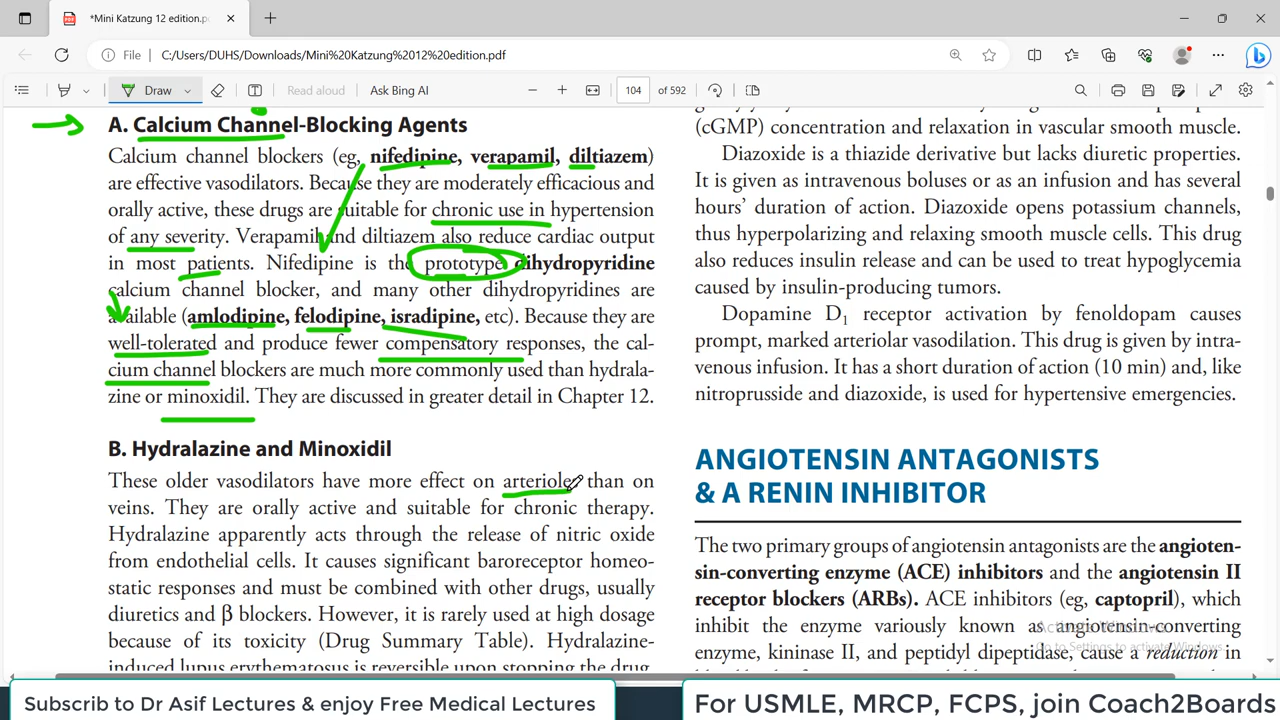 *Mini Katzung 12 edition.p
File
C:/Users/DUHS/Downloads/Mini%20Katzung%2012%20edition.pdf
Draw
Read aloud
Ask Bing AI
104
of 592
A. Calcium Channel-Blocking Agents
Calcium channel blockers (eg, nifedipine, verapamil, diltiazem)
are effective vasodilators. Because they are moderately efficacious and
orally active, these drugs are suitable for chronic use in hypertension
of any severity. Verapamil and diltiazem also reduce cardiac output
in most patients. Nifedipine is the prototype dihydropyridine
calcium channel blocker, and many other dihydropyridines are
available (amlodipine, felodipine, isradipine, etc). Because they are
well-tolerated and produce fewer compensatory responses, the cal-
cium channel blockers are much more commonly used than hydrala-
zine or minoxidil. They are discussed in greater detail in Chapter 12.
B. Hydralazine and Minoxidil
These older vasodilators have more effect on arterioles than on
veins. They are orally active and suitable for chronic therapy.
Hydralazine apparently acts through the release of nitric oxide
from endothelial cells. It causes significant baroreceptor homeo-
static responses and must be combined with other drugs, usually
diuretics and β blockers. However, it is rarely used at high dosage
because of its toxicity (Drug Summary Table). Hydralazine-
induced lupus erythematosus is reversible upon stopping the drug,
(cGMP) concentration and relaxation in vascular smooth muscle.
Diazoxide is a thiazide derivative but lacks diuretic properties.
It is given as intravenous boluses or as an infusion and has several
hours' duration of action. Diazoxide opens potassium channels,
thus hyperpolarizing and relaxing smooth muscle cells. This drug
also reduces insulin release and can be used to treat hypoglycemia
caused by insulin-producing tumors.
Dopamine D1 receptor activation by fenoldopam causes
prompt, marked arteriolar vasodilation. This drug is given by intra-
venous infusion. It has a short duration of action (10 min) and, like
nitroprusside and diazoxide, is used for hypertensive emergencies.
ANGIOTENSIN ANTAGONISTS
& A RENIN INHIBITOR
The two primary groups of angiotensin antagonists are the angioten-
sin-converting enzyme (ACE) inhibitors and the angiotensin II
receptor blockers (ARBs). ACE inhibitors (eg, captopril), which
inhibit the enzyme variously known as angiotensin-converting
enzyme, kininase II, and peptidyl dipeptidase, cause a reduction in
Activate Windows
Go to Settings to activate Windows.
Subscrib to Dr Asif Lectures & enjoy Free Medical Lectures
For USMLE, MRCP, FCPS, join Coach2Boards